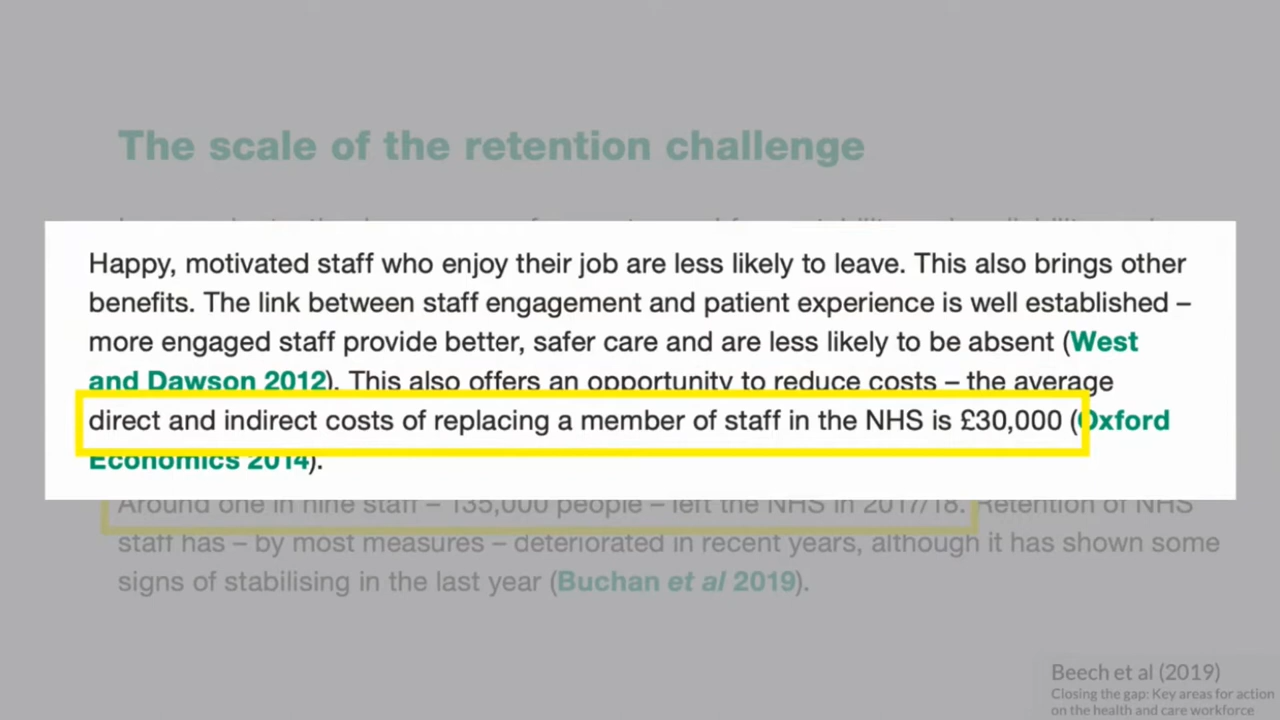 The scale of the retention challenge
Happy, motivated staff who enjoy their job are less likely to leave. This also brings other
benefits. The link between staff engagement and patient experience is well established –
more engaged staff provide better, safer care and are less likely to be absent (West
and Dawson 2012). This also offers an opportunity to reduce costs – the average
direct and indirect costs of replacing a member of staff in the NHS is £30,000 (Oxford
Economics 2014).
Around one in nine staff – 135,000 people – left the NHS in 2017/18. Retention of NHS
staff has – by most measures – deteriorated in recent years, although it has shown some
signs of stabilising in the last year (Buchan et al 2019).
Beech et al (2019)
Closing the gap: Key areas for action
on the health and care workforce